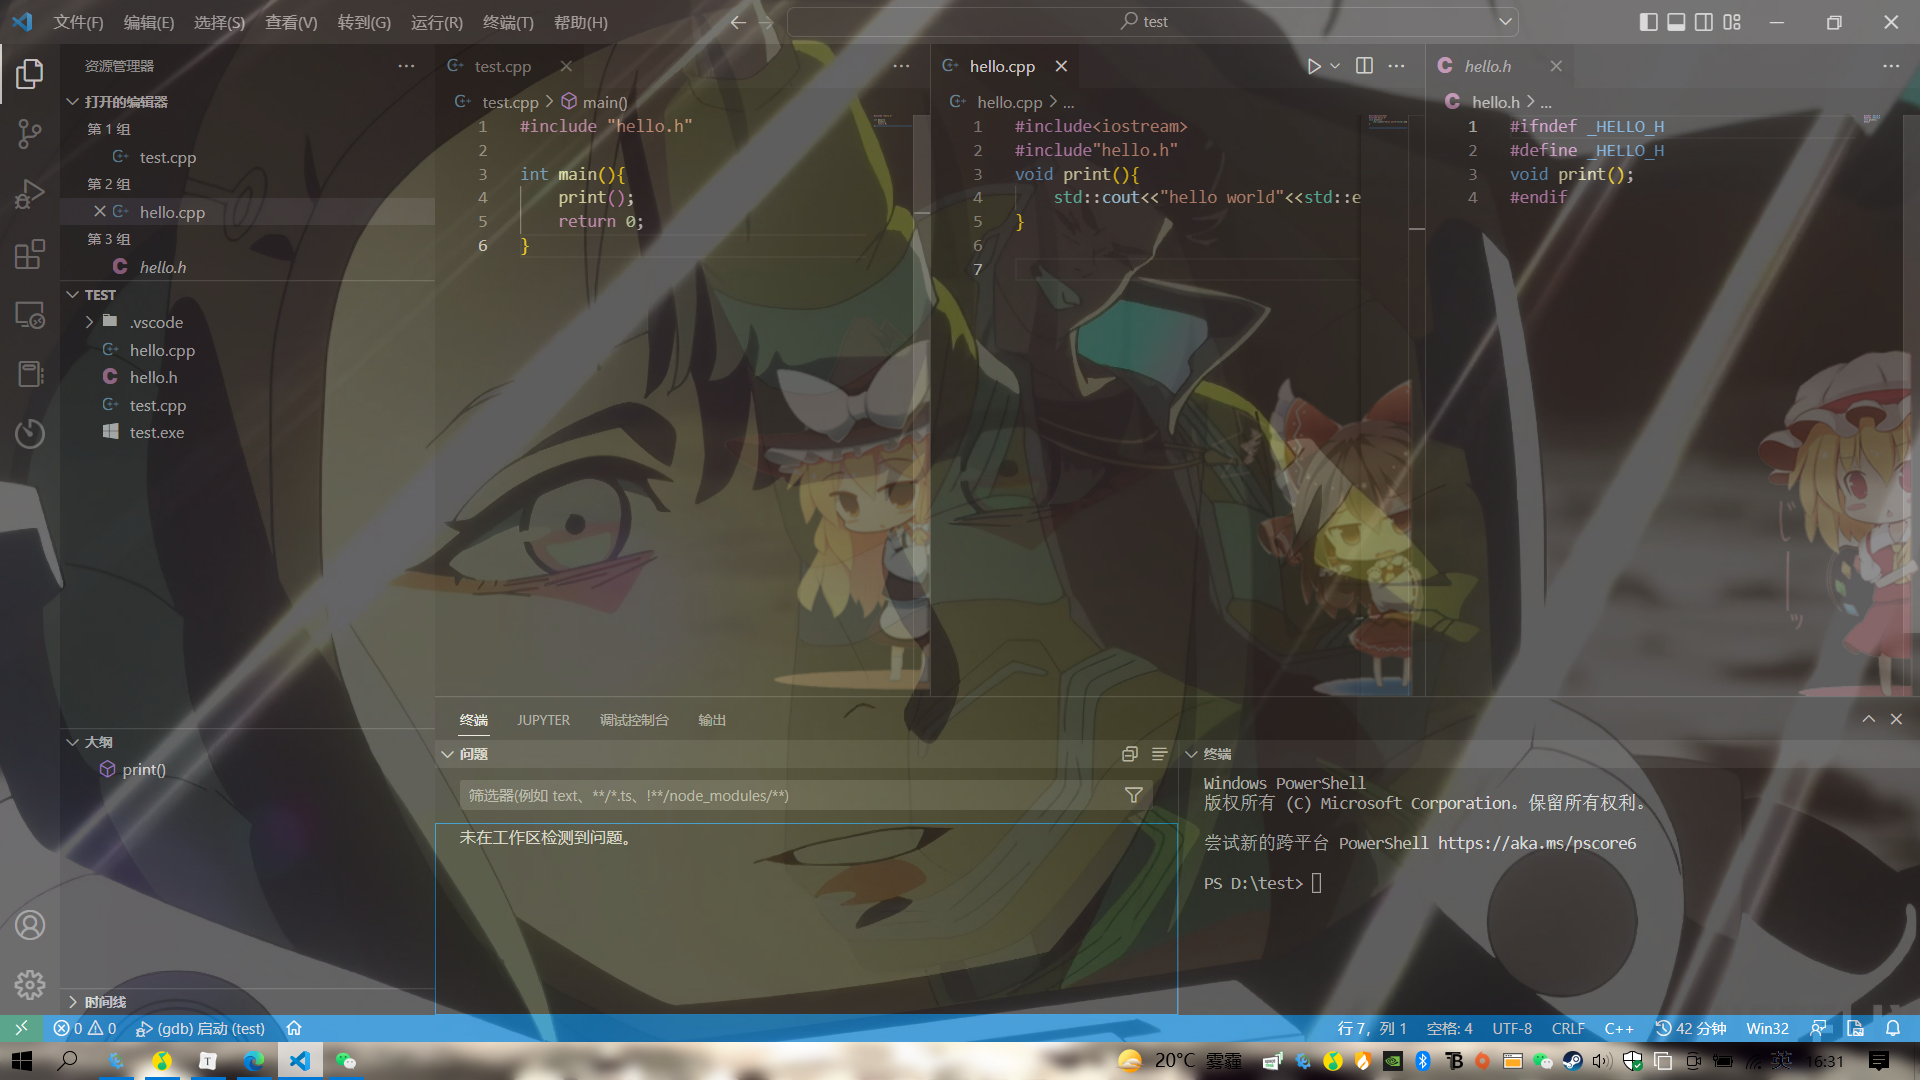 文件(F) 编辑(E) 选择(S) 查看(V) 转到(G) 运行(R) 终端(T) 帮助(H)
test
资源管理器
打开的编辑器
第 1 组
test.cpp
第 2 组
hello.cpp
第 3 组
hello.h
TEST
.vscode
hello.cpp
hello.h
test.cpp
test.exe
大纲
print()
时间线
test.cpp
test.cpp > main()
1 #include "hello.h"
2
3 int main(){
4 print();
5 return 0;
6 }
hello.cpp
hello.cpp > ...
1 #include<iostream>
2 #include"hello.h"
3 void print(){
4 std::cout<<"hello world"<<std::e
5 }
6
7
hello.h
hello.h > ...
1 #ifndef _HELLO_H
2 #define _HELLO_H
3 void print();
4 #endif
终端 JUPYTER 调试控制台 输出
问题
筛选器(例如 text、**/*.ts、!**/node_modules/**)
未在工作区检测到问题。
终端
Windows PowerShell
版权所有 (C) Microsoft Corporation。保留所有权利。
尝试新的跨平台 PowerShell https://aka.ms/pscore6
PS D:\test>
0 0 (gdb) 启动 (test)
行 7，列 1 空格: 4 UTF-8 CRLF C++ 42 分钟 Win32
20°C 雾霾
英 16:31